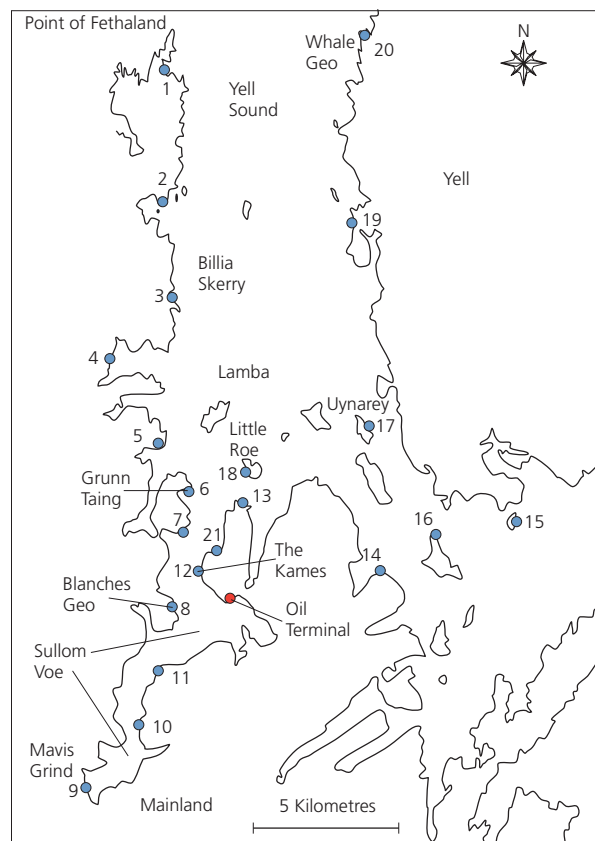 Point of Fethaland
Whale
Geo
20
N
1
Yell
Sound
Yell
2
19
Billia
Skerry
3
4
Lamba
Uynarey
17
5
Little
Roe
Grunn
Taing
18
6
13
7
21
16
15
12
The
Kames
14
Blanches
Geo
8
Oil
Terminal
Sullom
Voe
11
10
Mavis
Grind
9
Mainland
5 Kilometres